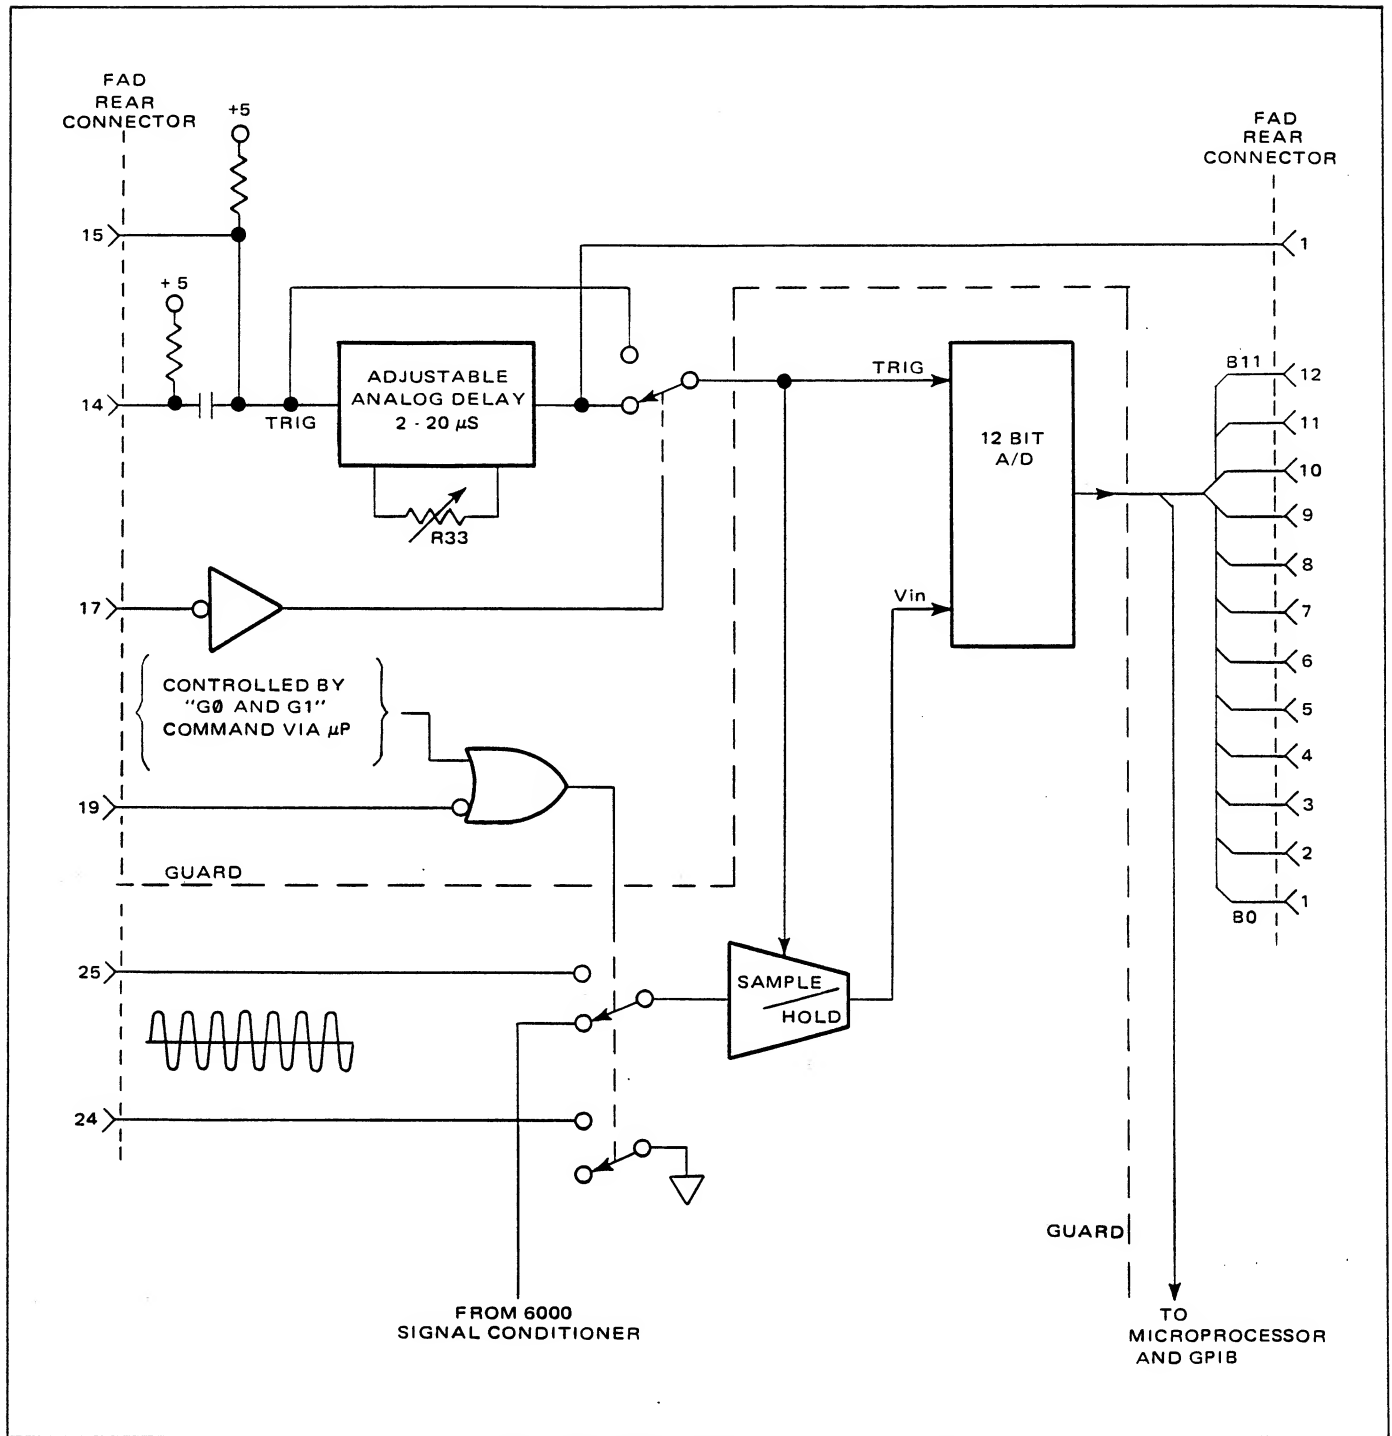 FAD
REAR
CONNECTOR
+5
FAD
REAR
CONNECTOR
15
1
+ 5
14
TRIG
ADJUSTABLE
ANALOG DELAY
2 - 20 µS
R33
TRIG
12 BIT
A/D
B11
12
11
10
9
8
7
6
5
4
3
2
1
B0
17
Vin
CONTROLLED BY
"GØ AND G1"
COMMAND VIA µP
19
GUARD
25
SAMPLE
HOLD
24
GUARD
FROM 6000
SIGNAL CONDITIONER
TO
MICROPROCESSOR
AND GPIB